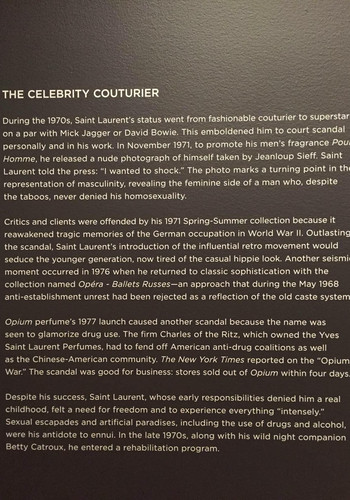 THE CELEBRITY COUTURIER
During the 1970s, Saint Laurent's status went from fashionable couturier to superstar
on a par with Mick Jagger or David Bowie. This emboldened him to court scandal
personally and in his work. In November 1971, to promote his men's fragrance Pour
Homme, he released a nude photograph of himself taken by Jeanloup Sieff. Saint
Laurent told the press: "I wanted to shock." The photo marks a turning point in the
representation of masculinity, revealing the feminine side of a man who, despite
the taboos, never denied his homosexuality.
Critics and clients were offended by his 1971 Spring-Summer collection because it
reawakened tragic memories of the German occupation in World War II. Outlasting
the scandal, Saint Laurent's introduction of the influential retro movement would
seduce the younger generation, now tired of the casual hippie look. Another seismi
moment occurred in 1976 when he returned to classic sophistication with the
collection named Opéra - Ballets Russes—an approach that during the May 1968
anti-establishment unrest had been rejected as a reflection of the old caste system
Opium perfume's 1977 launch caused another scandal because the name was
seen to glamorize drug use. The firm Charles of the Ritz, which owned the Yves
Saint Laurent Perfumes, had to fend off American anti-drug coalitions as well
as the Chinese-American community. The New York Times reported on the "Opium
War." The scandal was good for business: stores sold out of Opium within four days.
Despite his success, Saint Laurent, whose early responsibilities denied him a real
childhood, felt a need for freedom and to experience everything "intensely."
Sexual escapades and artificial paradises, including the use of drugs and alcohol,
were his antidote to ennui. In the late 1970s, along with his wild night companion
Betty Catroux, he entered a rehabilitation program.